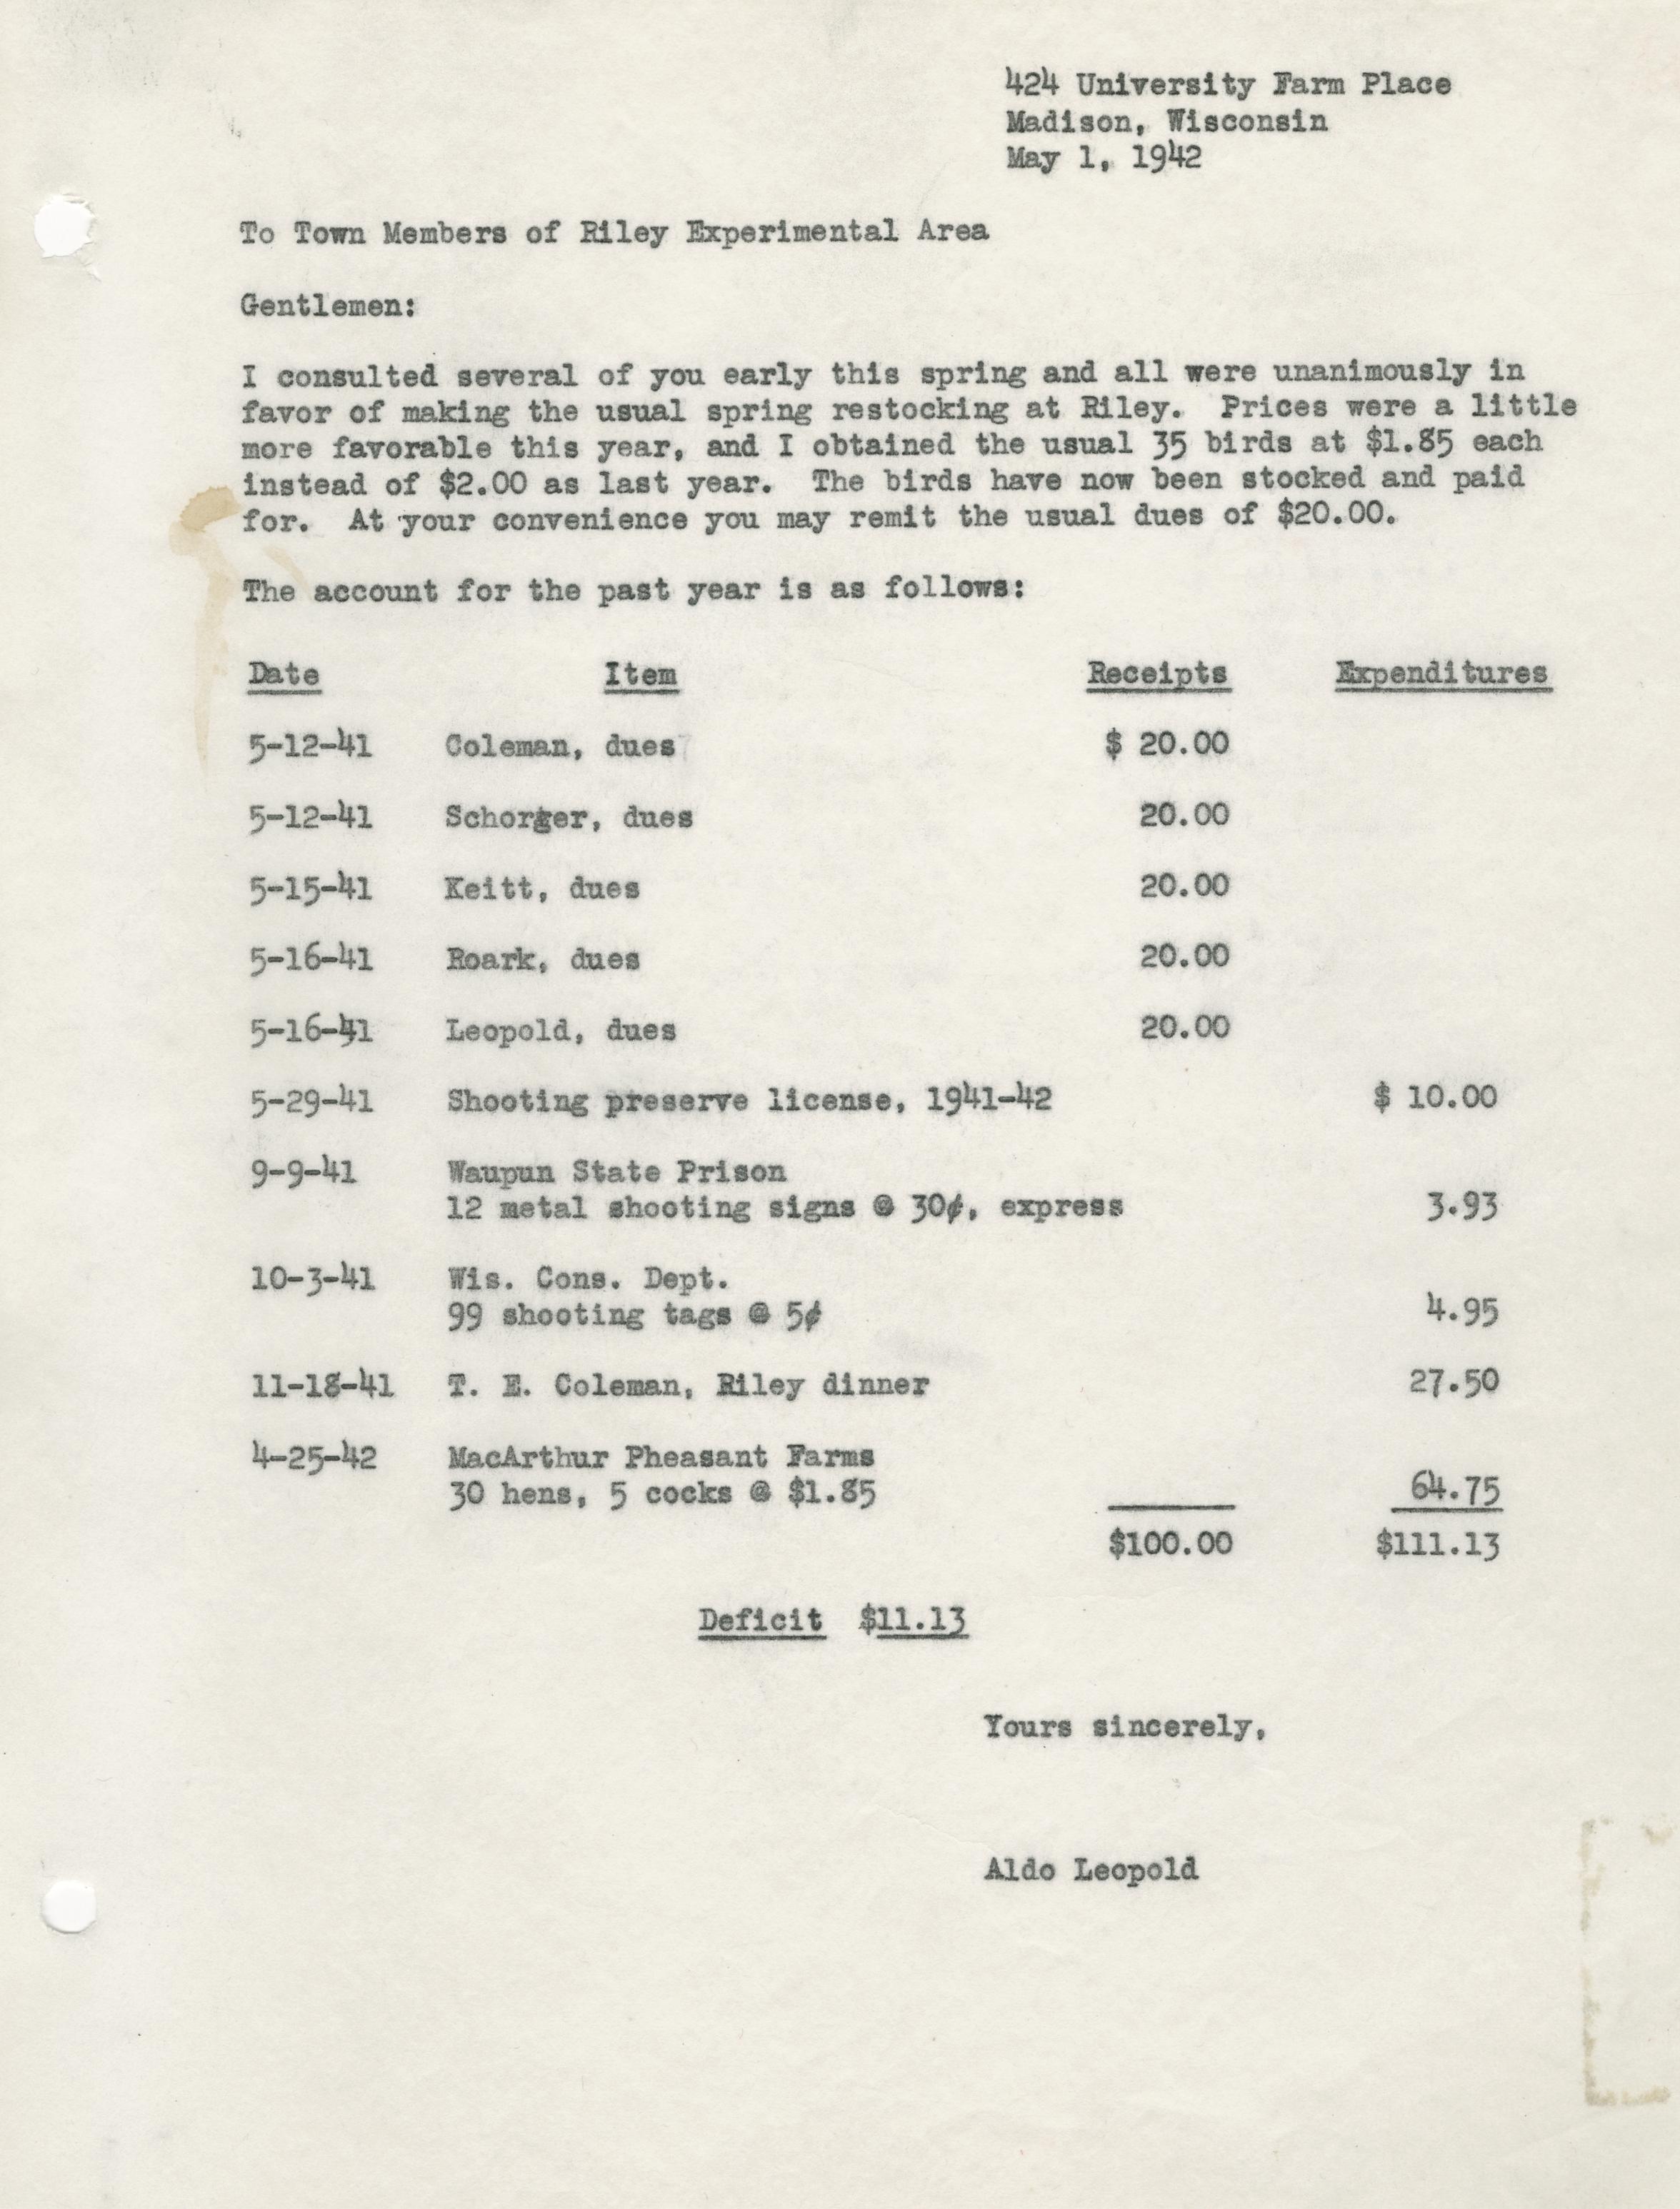 424 University Farm Place
Madison, Wisconsin
May 1, 1942
To Town Members of Riley Experimental Area
Gentlemen:
I consulted several of you early this spring and all were unanimously in
favor of making the usual spring restocking at Riley. Prices were a little
more favorable this year, and I obtained the usual 35 birds at $1.85 each
instead of $2.00 as last year. The birds have now been stocked and paid
for. At your convenience you may remit the usual dues of $20.00.
The account for the past year is as follows:
Date Item Receipts Expenditures
5-12-41 Coleman, dues $ 20.00
5-12-41 Schorger, dues 20.00
5-15-41 Keitt, dues 20.00
5-16-41 Roark, dues 20.00
5-16-41 Leopold, dues 20.00
5-29-41 Shooting preserve license, 1941-42 $ 10.00
9-9-41 Waupun State Prison
12 metal shooting signs @ 30¢, express 3.93
10-3-41 Wis. Cons. Dept.
99 shooting tags @ 5¢ 4.95
11-18-41 T. E. Coleman, Riley dinner 27.50
4-25-42 MacArthur Pheasant Farms
30 hens, 5 cocks @ $1.85 64.75
$100.00 $111.13
Deficit $11.13
Yours sincerely,
Aldo Leopold